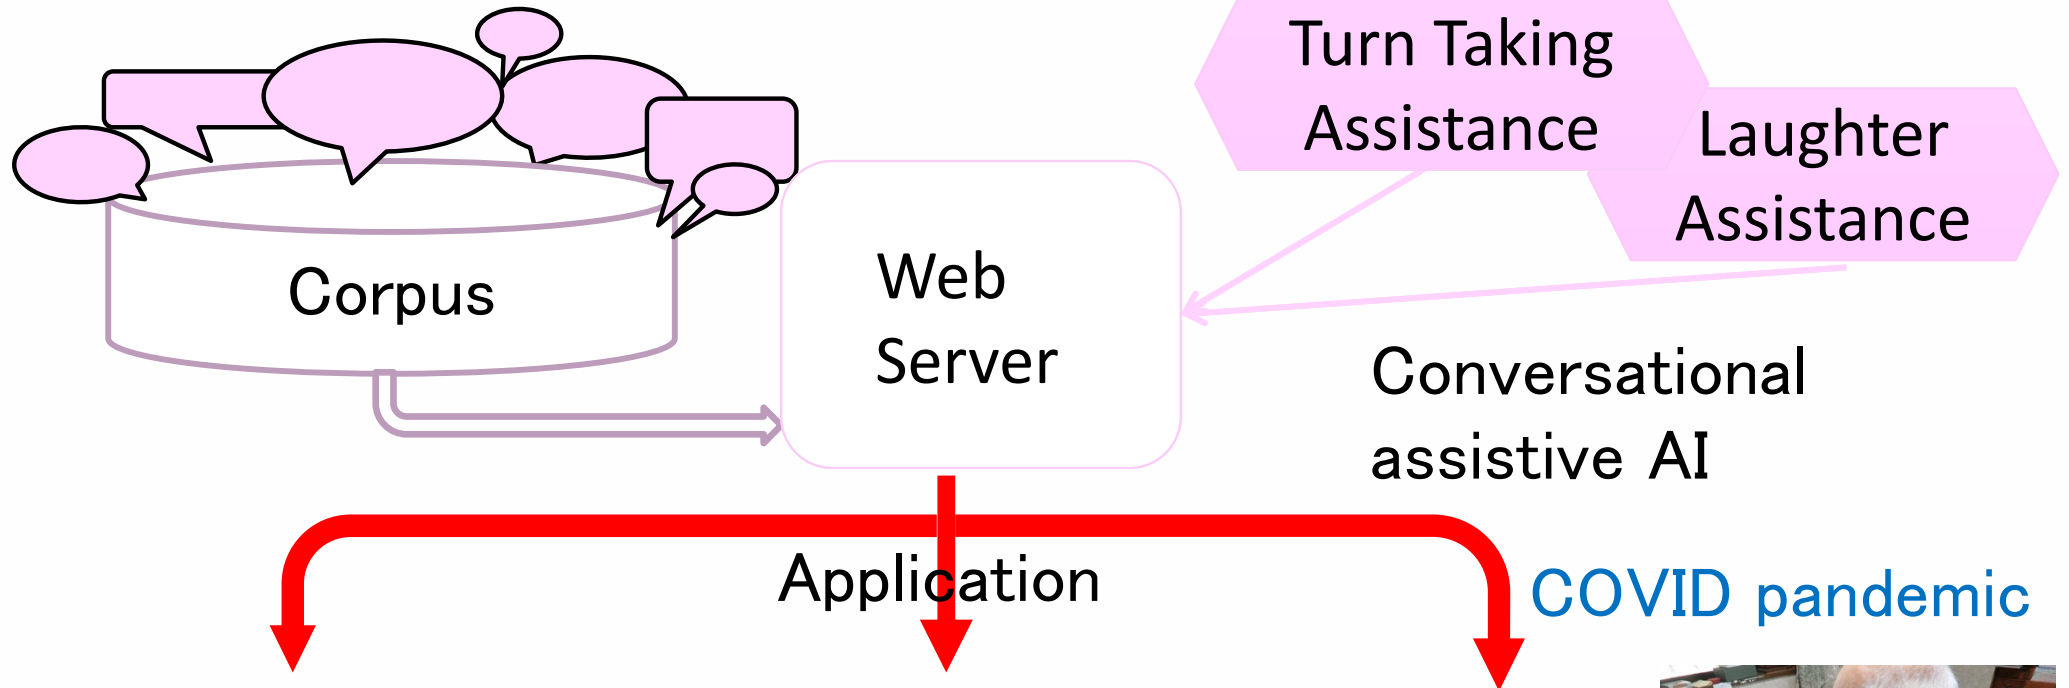 Turn Taking
Assistance
Laughter
Assistance
Corpus
Web
Server
Conversational
assistive AI
Application
COVID pandemic